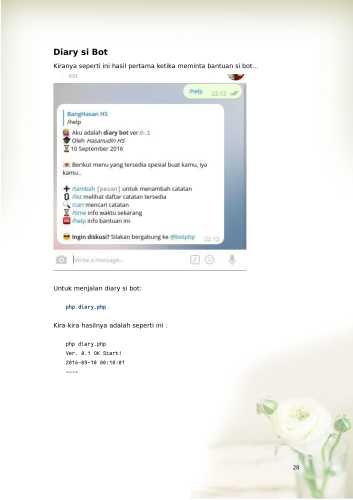 Diary si Bot
Kiranya seperti ini hasil pertama ketika meminta bantuan si bot...
/help 22:12
BangHasan HS
/help
Aku adalah diary bot ver.0.1
Oleh Hasanudin HS
10 September 2016
Berikut menu yang tersedia spesial buat kamu, iya
kamu..
/tambah [pesan] untuk menambah catatan
/list melihat daftar catatan tersedia
/cari mencari catatan
/time info waktu sekarang
/help info bantuan ini
Ingin diskusi? Silakan bergabung ke @botphp 22:12
Write a message...
Untuk menjalan diary si bot:
php diary.php
Kira-kira hasilnya adalah seperti ini :
php diary.php
Ver. 0.1 OK Start!
2016-09-10 00:10:01
----
28